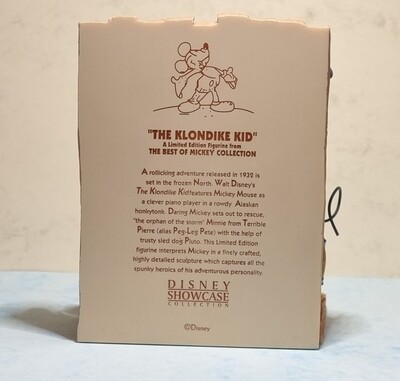 "THE KLONDIKE KID"
A Limited Edition Figurine from
THE BEST OF MICKEY COLLECTION
A rollicking adventure released in 1932 is
set in the frozen North. Walt Disney's
The Klondike Kid features Mickey Mouse as
a clever piano player in a rowdy Alaskan
honkytonk. Daring Mickey sets out to rescue,
"the orphan of the storm" Minnie from Terrible
Pierre (alias Peg-Leg Pete) with the help of
trusty sled dog Pluto. This Limited Edition
figurine interprets Mickey in a finely crafted,
highly detailed sculpture which captures all the
spunky heroics of his adventurous personality.
DISNEY
SHOWCASE
COLLECTION
©Disney